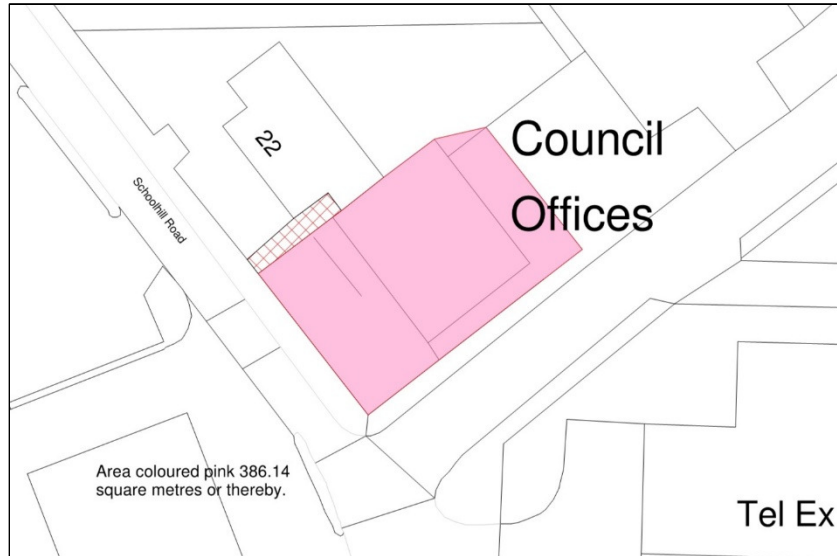 22
Council
Offices
Schoolhill Road
Area coloured pink 386.14
square metres or thereby.
Tel Ex